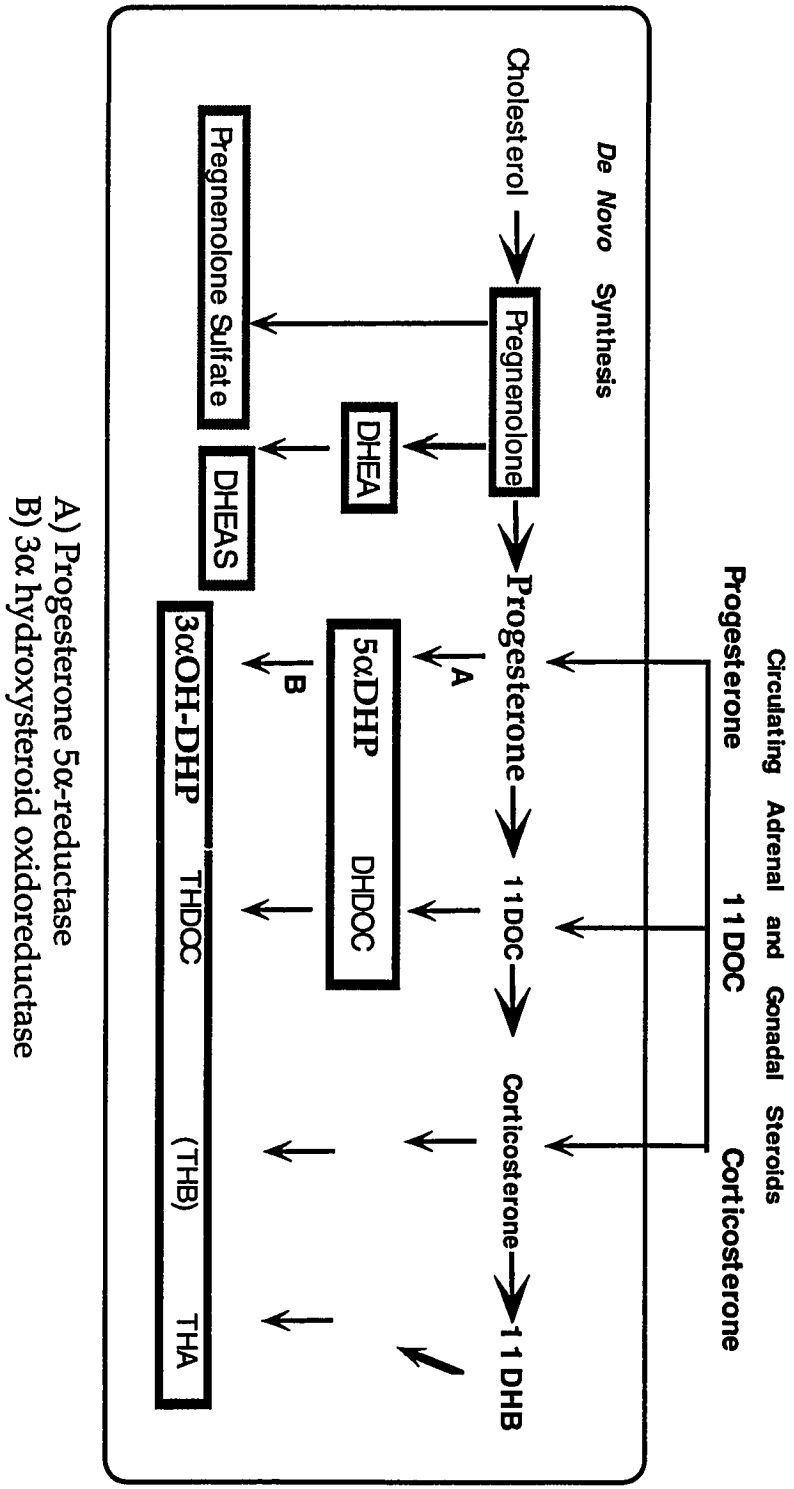 Circulating Adrenal and Gonadal Steroids
Progesterone 11DOC Corticosterone
De Novo Synthesis
Cholesterol Pregnenolone Progesterone 11DOC Corticosterone 11DHB
A
DHEA 5αDHP DHDOC
B
Pregnenolone Sulfate DHEAS
3αOH-DHP THDOC (THB) THA
A) Progesterone 5α-reductase
B) 3α hydroxysteroid oxidoreductase